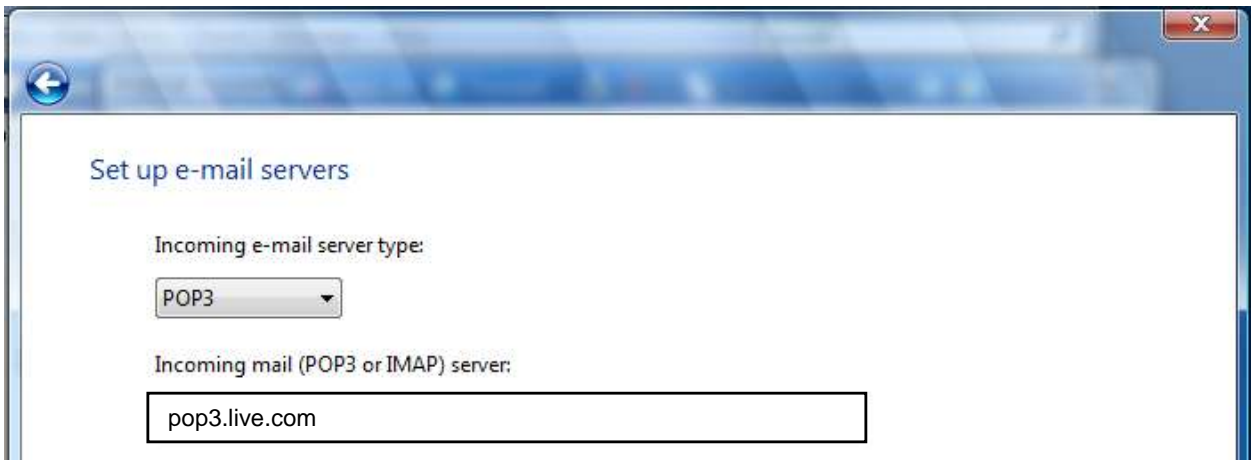 Set up e-mail servers
Incoming e-mail server type:
POP3
Incoming mail (POP3 or IMAP) server:
pop3.live.com